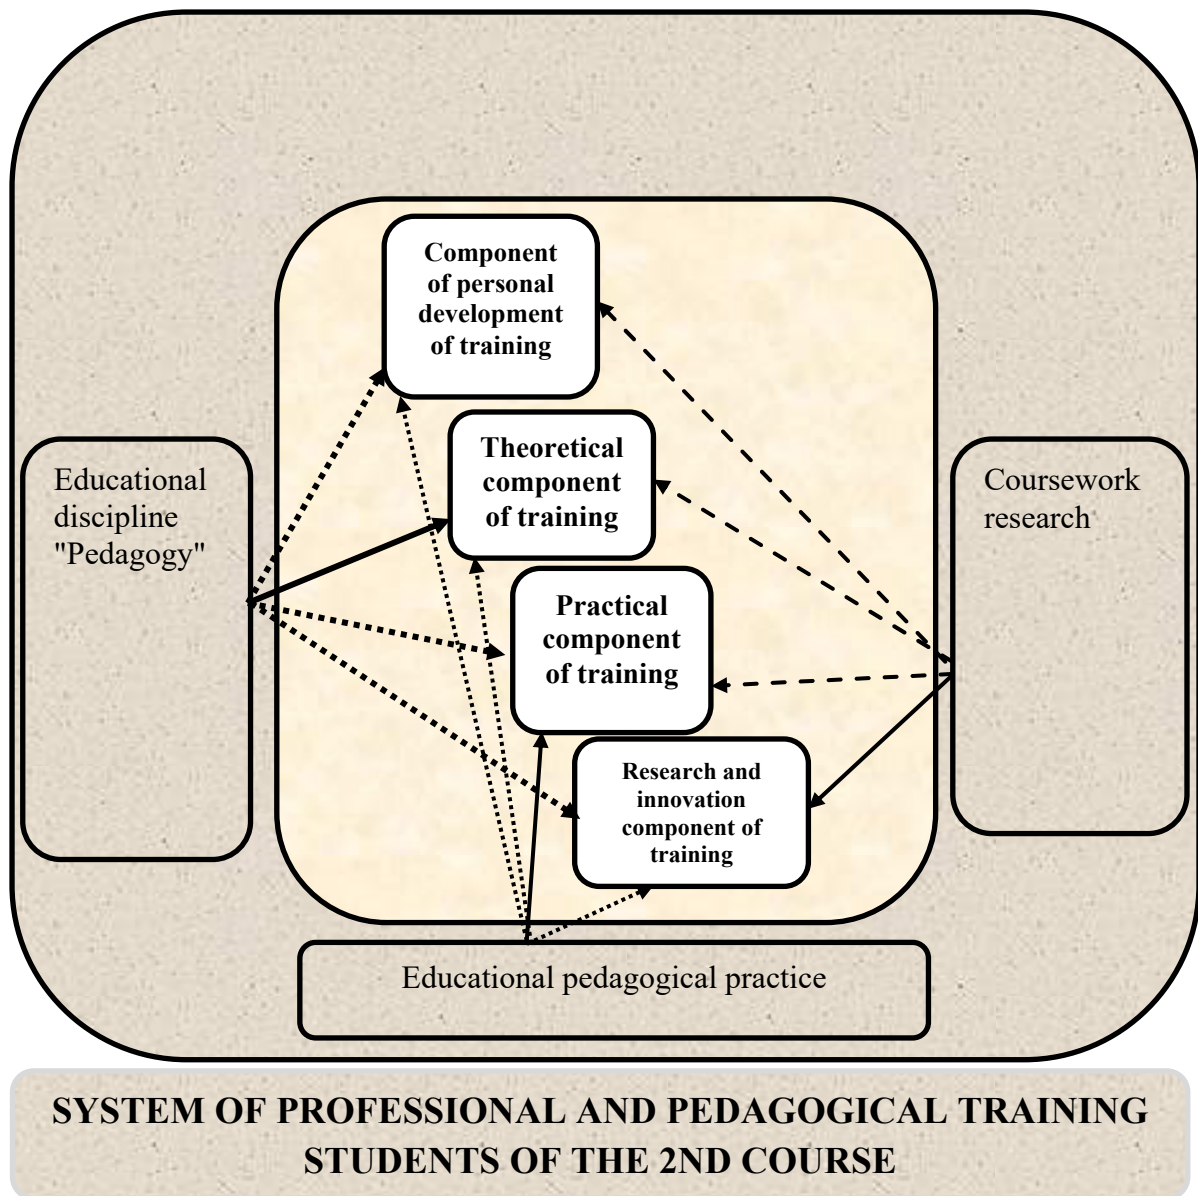 Component
of personal
development
of training
Educational
discipline
"Pedagogy"
Theoretical
component
of training
Coursework
research
Practical
component
of training
Research and
innovation
component of
training
Educational pedagogical practice
SYSTEM OF PROFESSIONAL AND PEDAGOGICAL TRAINING
STUDENTS OF THE 2ND COURSE